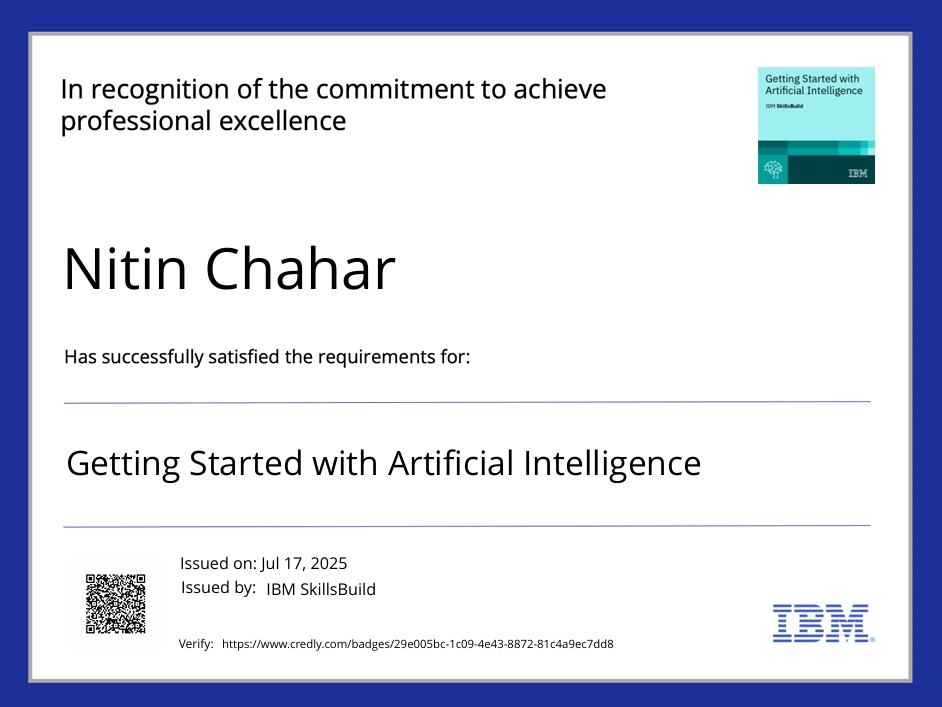 In recognition of the commitment to achieve
professional excellence
Getting Started with
Artificial Intelligence
IBM SkillsBuild
IBM
Nitin Chahar
Has successfully satisfied the requirements for:
Getting Started with Artificial Intelligence
Issued on: Jul 17, 2025
Issued by: IBM SkillsBuild
Verify: https://www.credly.com/badges/29e005bc-1c09-4e43-8872-81c4a9ec7dd8
IBM®